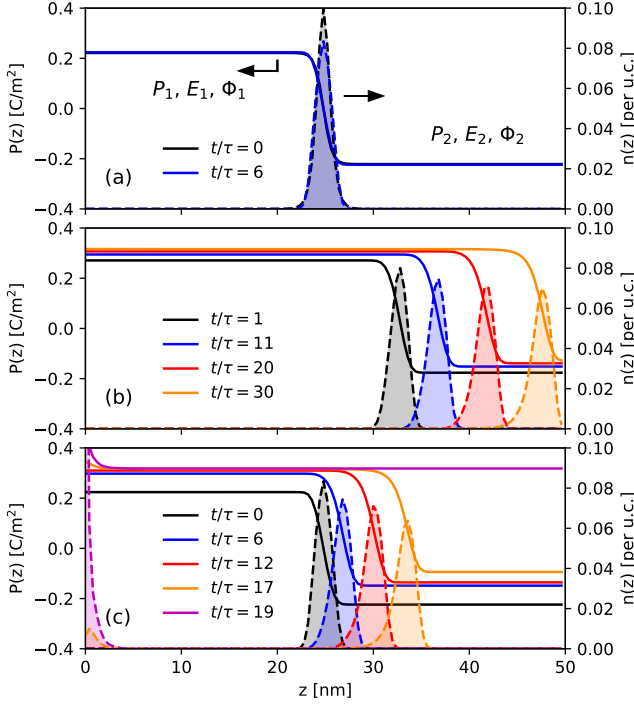 0.4
0.2
0.0
−0.2
−0.4
P(z) [C/m²]
P₁, E₁, Φ₁
P₂, E₂, Φ₂
t/τ = 0
t/τ = 6
(a)
0.10
0.08
0.06
0.04
0.02
0.00
n(z) [per u.c.]
0.4
0.2
0.0
−0.2
−0.4
P(z) [C/m²]
t/τ = 1
t/τ = 11
t/τ = 20
t/τ = 30
(b)
0.10
0.08
0.06
0.04
0.02
0.00
n(z) [per u.c.]
0.4
0.2
0.0
−0.2
−0.4
P(z) [C/m²]
t/τ = 0
t/τ = 6
t/τ = 12
t/τ = 17
t/τ = 19
(c)
0.10
0.08
0.06
0.04
0.02
0.00
n(z) [per u.c.]
0 10 20 30 40 50
z [nm]